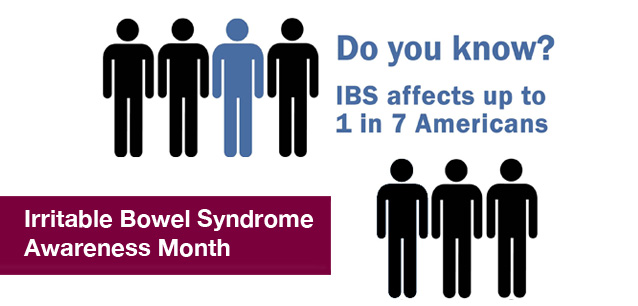 Do you know?
IBS affects up to
1 in 7 Americans
Irritable Bowel Syndrome
Awareness Month